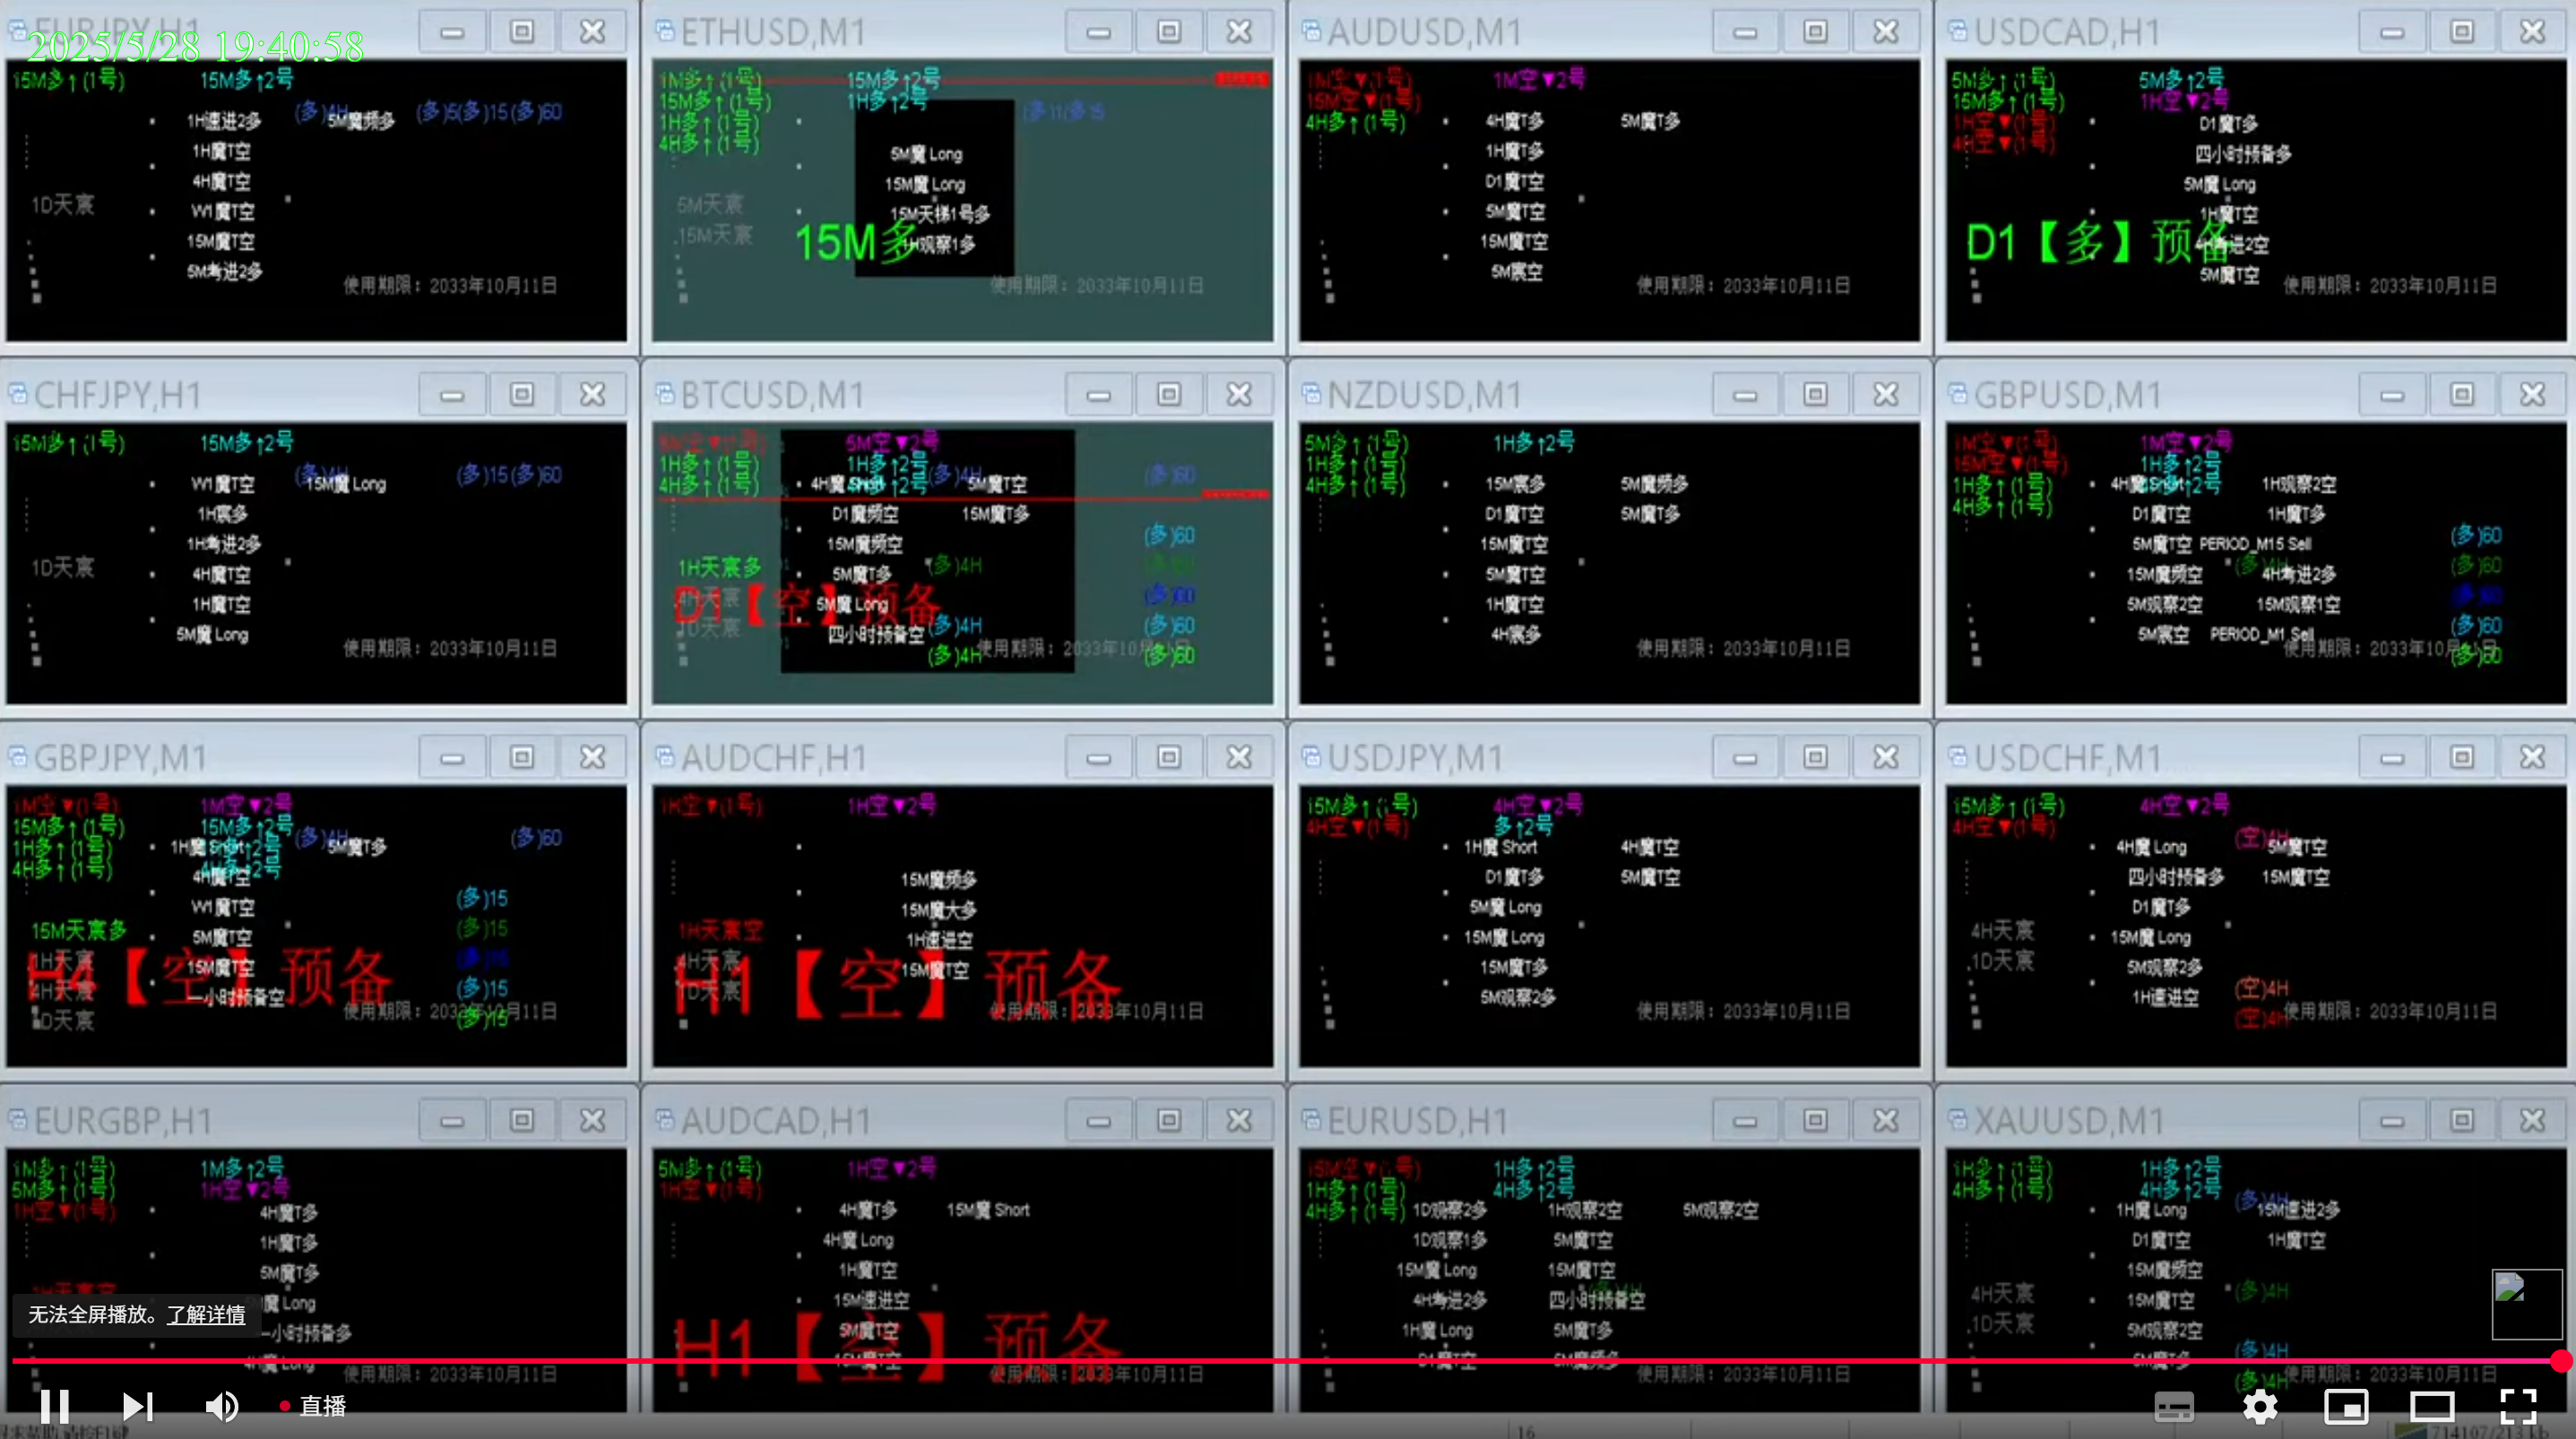 EURJPY,H1
2025/5/28 19:40:58
15M多↑(1号) 15M多↑2号
1H速进2多 (多)4H 5M魔频多 (多)5(多)15(多)60
1H魔T空
4H魔T空
1D天宸 W1魔T空
15M魔T空
5M考进2多
使用期限：2033年10月11日
ETHUSD,M1
1M多↑(1号) 15M多↑2号
15M多↑(1号) 1H多↑2号
1H多↑(1号)
4H多↑(1号)
5M魔 Long
15M魔 Long
5M天宸 15M天梯1号多
15M天宸 15M多 1H观察1多
使用期限：2033年10月11日
AUDUSD,M1
1M空▼(1号) 1M空▼2号
15M空▼(1号)
4H多↑(1号) 4H魔T多 5M魔T多
1H魔T多
D1魔T空
5M魔T空
15M魔T空
5M宸空
使用期限：2033年10月11日
USDCAD,H1
5M多↑(1号) 5M多↑2号
15M多↑(1号) 1H空▼2号
1H空▼(1号) D1魔T多
4H空▼(1号) 四小时预备多
5M魔 Long
1H魔T空
D1【多】预备 4H考进2空
5M魔T空
使用期限：2033年10月11日
CHFJPY,H1
15M多↑(1号) 15M多↑2号
W1魔T空 (多)4H 15M魔 Long (多)15(多)60
1H宸多
1H考进2多
1D天宸 4H魔T空
1H魔T空
5M魔 Long
使用期限：2033年10月11日
BTCUSD,M1
5M空▼(1号) 5M空▼2号
1H多↑(1号) 1H多↑2号 (多)4H (多)60
4H多↑(1号) 4H魔 Short 4H多↑2号 5M魔T空
D1魔频空 15M魔T多
15M魔频空 (多)60
1H天宸多 5M魔T多 (多)4H (多)60
4H天宸 D1【空】预备 5M魔 Long (多)60
1D天宸 四小时预备空 (多)4H (多)60
(多)4H 使用期限：2033年10月11日 (多)60
NZDUSD,M1
5M多↑(1号) 1H多↑2号
1H多↑(1号)
4H多↑(1号) 15M宸多 5M魔频多
D1魔T空 5M魔T多
15M魔T空
5M魔T空
1H魔T空
4H宸多
使用期限：2033年10月11日
GBPUSD,M1
1M空▼(1号) 1M空▼2号
15M空▼(1号) 1H多↑2号
1H多↑(1号) 4H魔 Short 4H多↑2号 1H观察2空
4H多↑(1号) D1魔T空 1H魔T多
5M魔T空 PERIOD_M15 Sell (多)60
15M魔频空 (多)4H 4H考进2多 (多)60
5M观察2空 15M观察1空 (多)60
5M宸空 PERIOD_M1 Sell (多)60
使用期限：2033年10月11日 (多)60
GBPJPY,M1
1M空▼(1号) 1M空▼2号
15M多↑(1号) 15M多↑2号 (多)4H (多)60
1H多↑(1号) 1H魔 Short 1H多↑2号 5M魔T多
4H多↑(1号) 4H魔T空 4H多↑2号
W1魔T空 (多)15
15M天宸多 5M魔T空 (多)15
1H天宸 H4【空】预备 15M魔T空 (多)15
4H天宸 一小时预备空 (多)15
1D天宸 使用期限：2033年10月11日 (多)15
AUDCHF,H1
1H空▼(1号) 1H空▼2号
15M魔频多
15M魔大多
1H天宸空 1H速进空
4H天宸 H1【空】预备 15M魔T空
1D天宸
使用期限：2033年10月11日
USDJPY,M1
15M多↑(1号) 4H空▼2号
4H空▼(1号) 多↑2号
1H魔 Short 4H魔T空
D1魔T多 5M魔T空
5M魔 Long
15M魔 Long
15M魔T多
5M观察2多
使用期限：2033年10月11日
USDCHF,M1
15M多↑(1号) 4H空▼2号
4H空▼(1号) (空)4H
4H魔 Long 5M魔T空
四小时预备多 15M魔T空
D1魔T多
4H天宸 15M魔 Long
1D天宸 5M观察2多
1H速进空 (空)4H
(空)4H 使用期限：2033年10月11日
EURGBP,H1
1M多↑(1号) 1M多↑2号
5M多↑(1号) 1H空▼2号
1H空▼(1号) 4H魔T多
1H魔T多
5M魔T多
1H天宸空
魔 Long
一小时预备多
4H魔 Long
使用期限：2033年10月11日
AUDCAD,H1
5M多↑(1号) 1H空▼2号
1H空▼(1号)
4H魔T多 15M魔 Short
4H魔 Long
1H魔T空
15M速进空
H1【空】预备 5M魔T空
15M魔T空
使用期限：2033年10月11日
EURUSD,H1
15M空▼(1号) 1H多↑2号
1H多↑(1号) 4H多↑2号
4H多↑(1号) 1D观察2多 1H观察2空 5M观察2空
1D观察1多 5M魔T空
15M魔 Long 15M魔T空
4H考进2多 四小时预备空 (多)4H
1H魔 Long 5M魔T多
D1魔T空 5M魔频多
使用期限：2033年10月11日
XAUUSD,M1
1H多↑(1号) 1H多↑2号
4H多↑(1号) 4H多↑2号 (多)4H
1H魔 Long 15M速进2多
D1魔T空 1H魔T空
15M魔频空
4H天宸 15M魔T空 (多)4H
1D天宸 5M观察2空
5M魔T多 (多)4H
(多)4H 使用期限：2033年10月11日
无法全屏播放。了解详情
直播
16
714107/213 kb